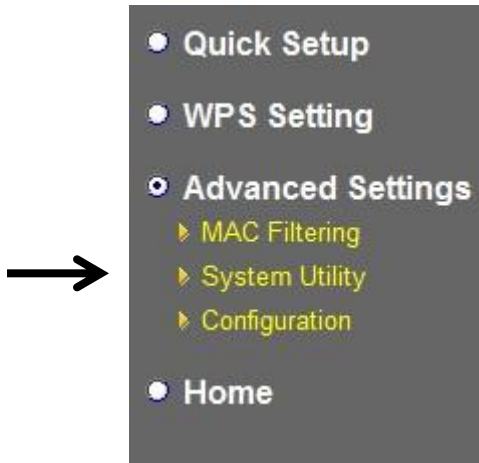 Quick Setup
WPS Setting
Advanced Settings
MAC Filtering
System Utility
Configuration
Home